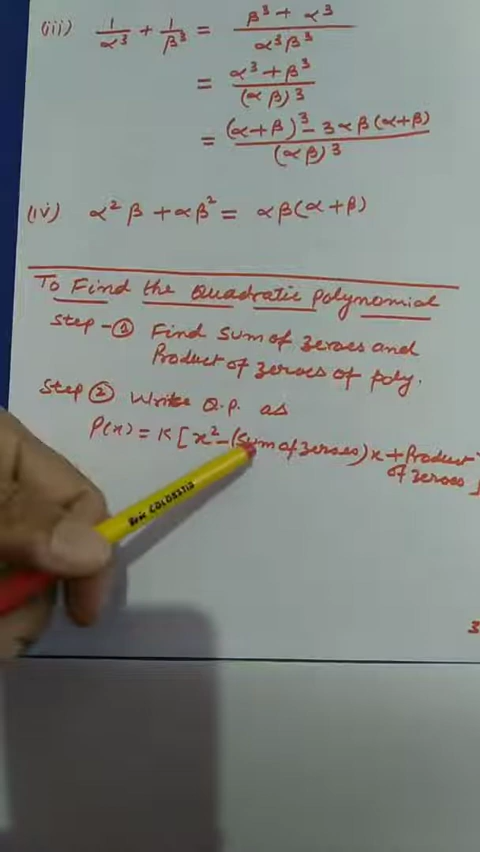 (iii) 1/α³ + 1/β³ = β³ + α³ / α³β³
= α³ + β³ / (αβ)³
= (α+β)³ - 3αβ(α+β) / (αβ)³
(iv) α²β + αβ² = αβ(α+β)
To Find the Quadratic polynomial
Step - ① Find Sum of zeroes and
Product of zeroes of poly.
Step ② Write Q.P. as
P(x) = K[x² - (Sum of zeroes)x + Product
of zeroes]
BRIO COLORSTIX
3